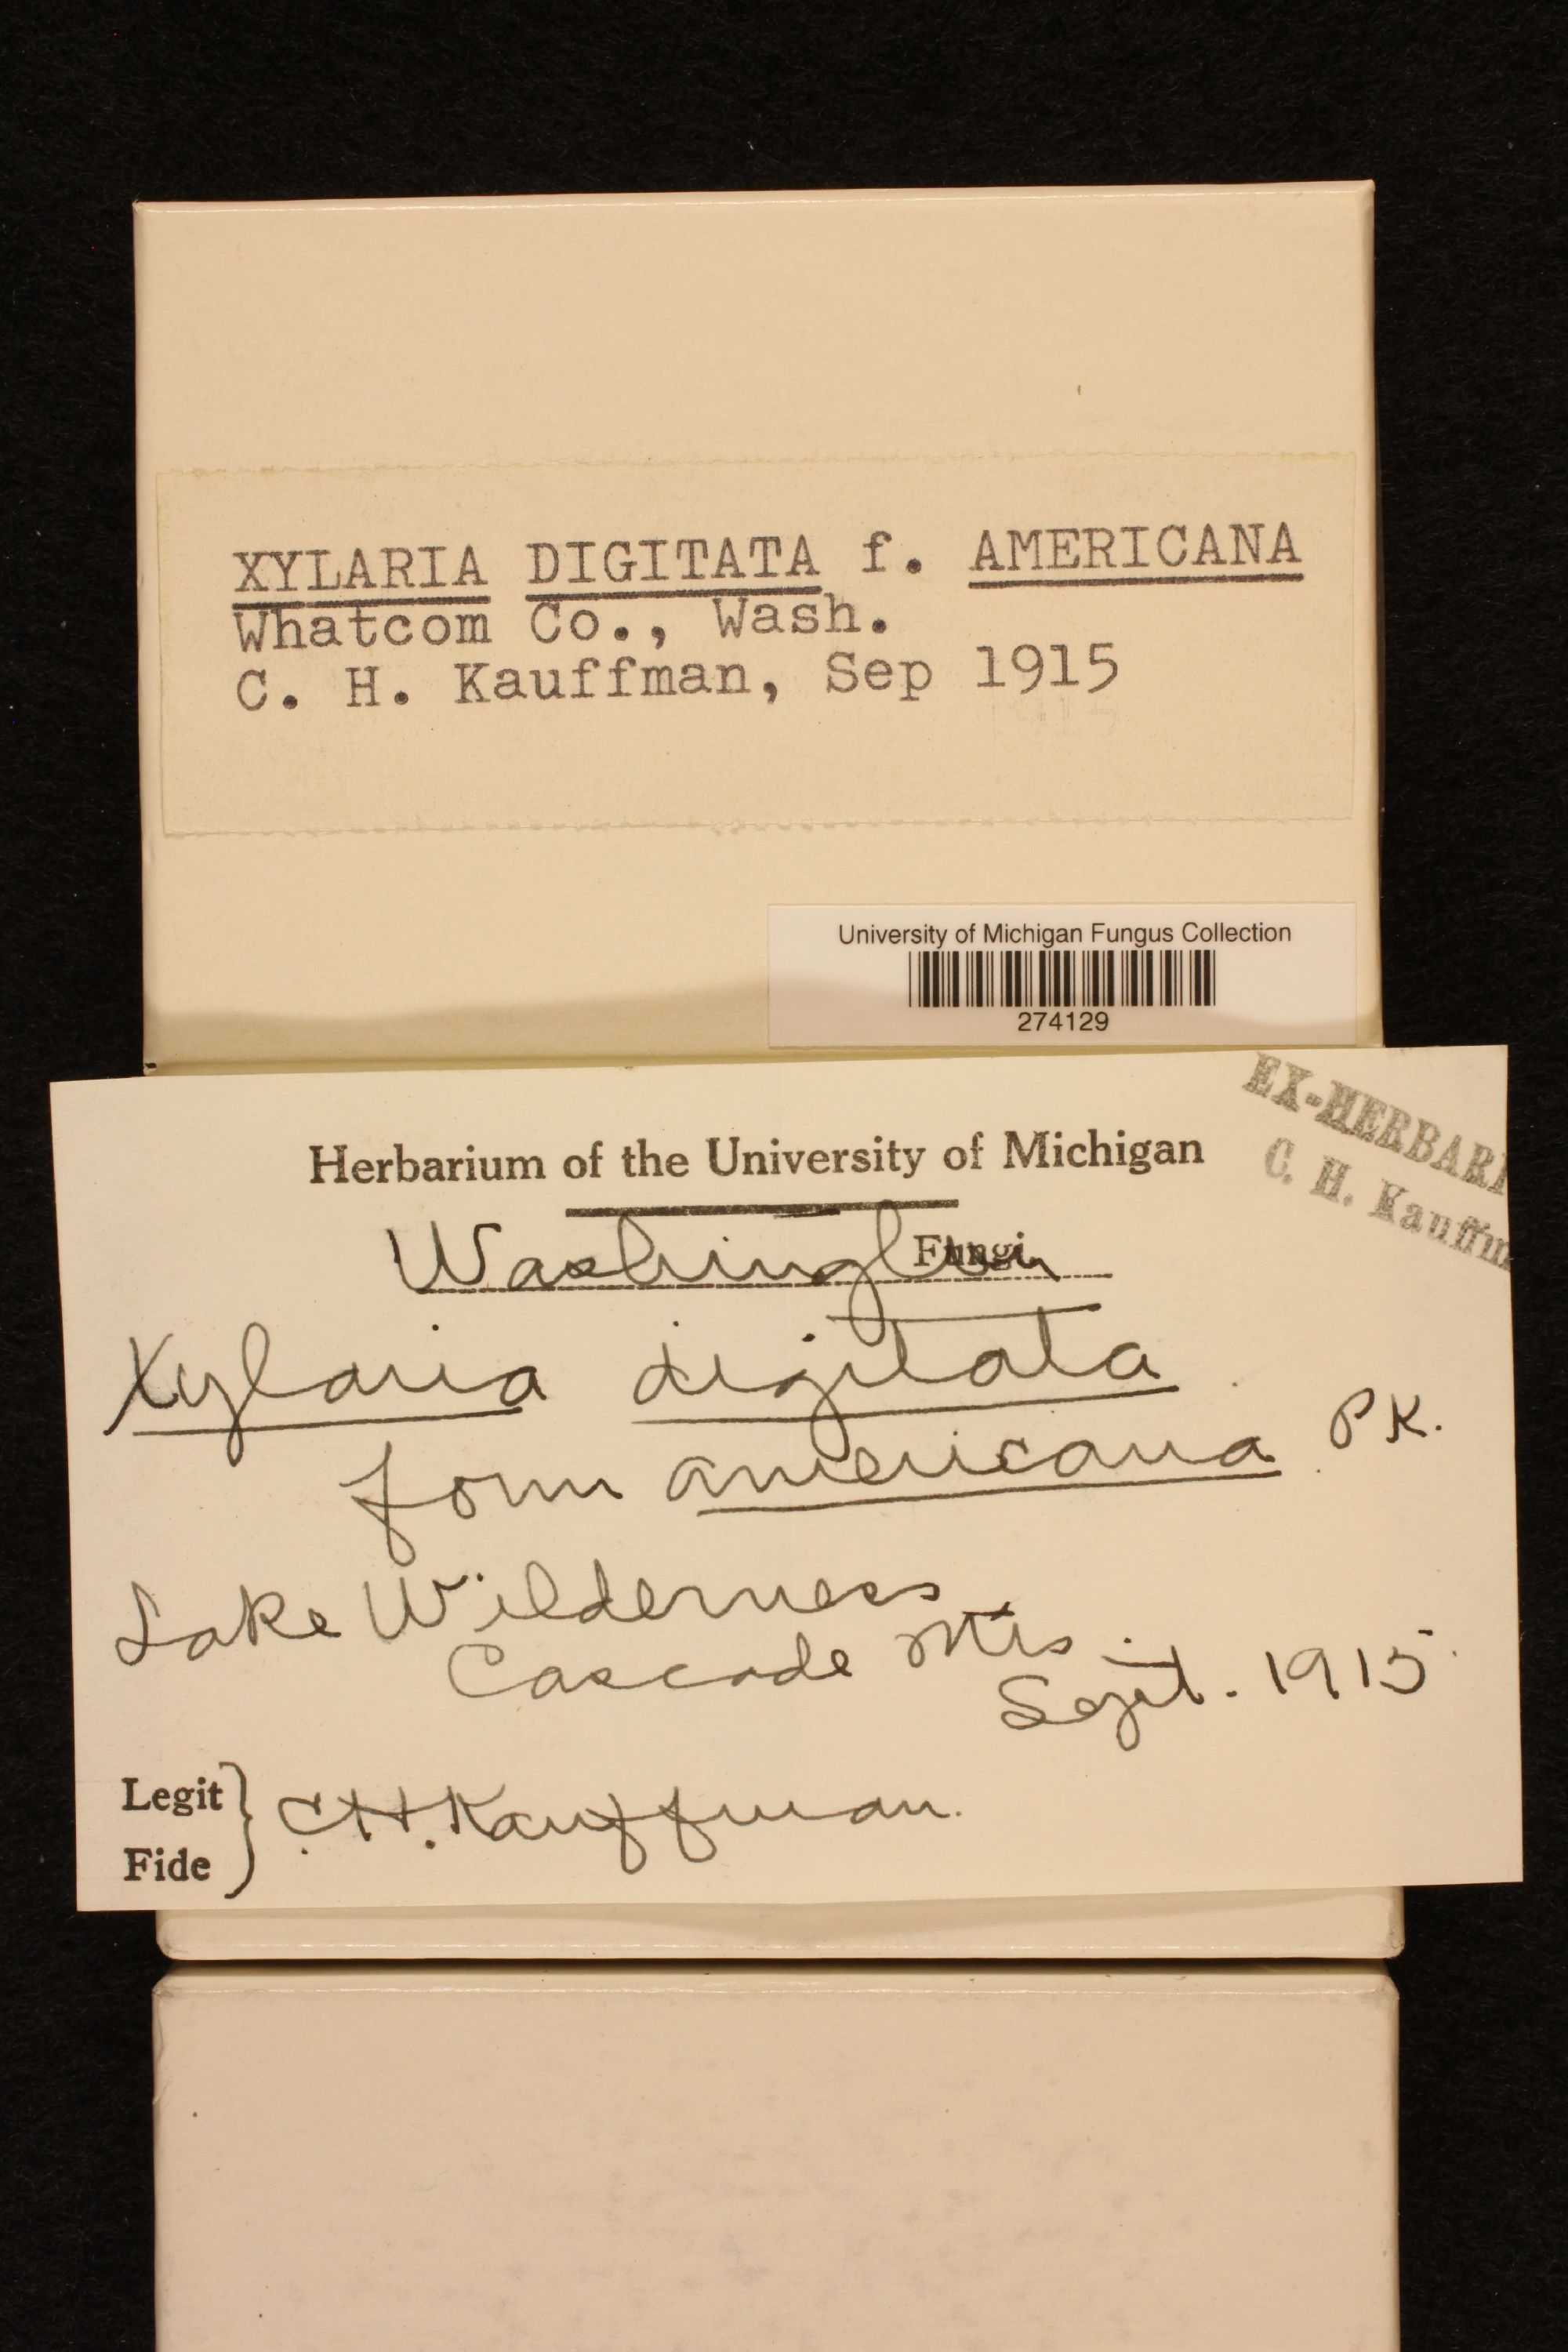 XYLARIA DIGITATA f. AMERICANA
Whatcom Co., Wash.
C. H. Kauffman, Sep 1915
University of Michigan Fungus Collection
274129
EX-HERBARI
C. H. Kauffm
Herbarium of the University of Michigan
Washington Fungi
Xylaria digitata
form americana PK.
Lake Wilderness
Cascade Mts.
Sept. 1915
Legit
Fide
C.H. Kauffman.